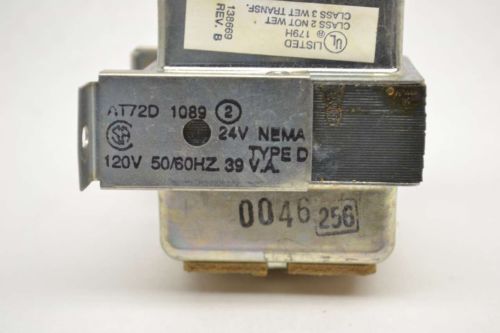 LISTED
® 179H
CLASS 2 NOT WET
CLASS 3 WET TRANSF.
138669
REV. B
AT72D 1089 2
24V NEMA
TYPE D
120V 50/60HZ. 39 V.A.
0046 256